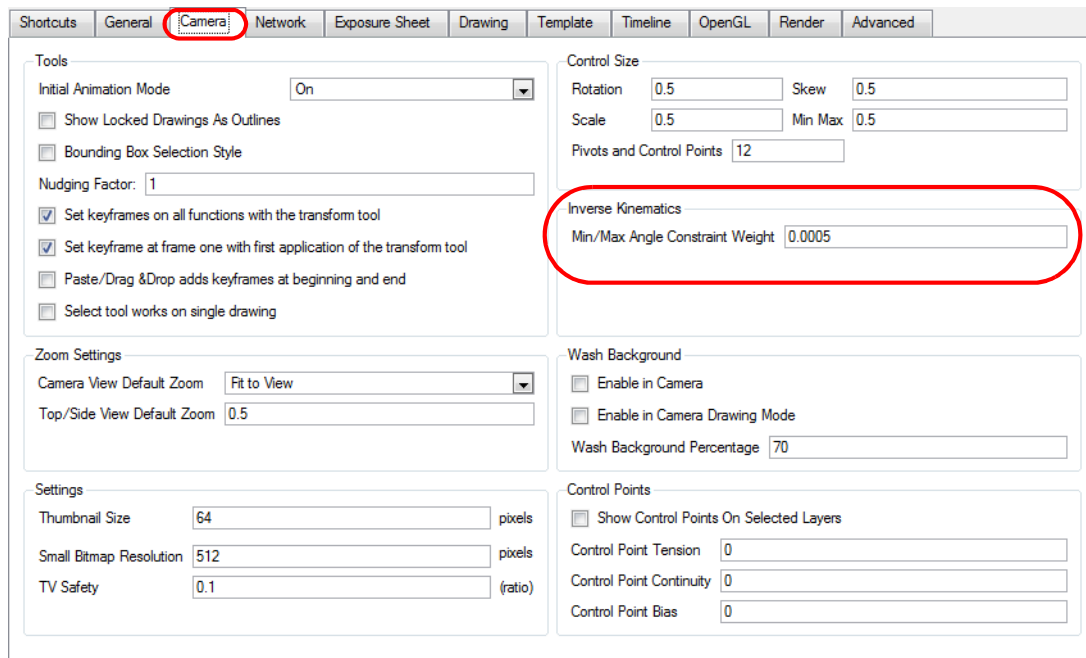 Shortcuts General Camera Network Exposure Sheet Drawing Template Timeline OpenGL Render Advanced
Tools
Initial Animation Mode On
Show Locked Drawings As Outlines
Bounding Box Selection Style
Nudging Factor: 1
Set keyframes on all functions with the transform tool
Set keyframe at frame one with first application of the transform tool
Paste/Drag &Drop adds keyframes at beginning and end
Select tool works on single drawing
Control Size
Rotation 0.5 Skew 0.5
Scale 0.5 Min Max 0.5
Pivots and Control Points 12
Inverse Kinematics
Min/Max Angle Constraint Weight 0.0005
Zoom Settings
Camera View Default Zoom Fit to View
Top/Side View Default Zoom 0.5
Wash Background
Enable in Camera
Enable in Camera Drawing Mode
Wash Background Percentage 70
Settings
Thumbnail Size 64 pixels
Small Bitmap Resolution 512 pixels
TV Safety 0.1 (ratio)
Control Points
Show Control Points On Selected Layers
Control Point Tension 0
Control Point Continuity 0
Control Point Bias 0